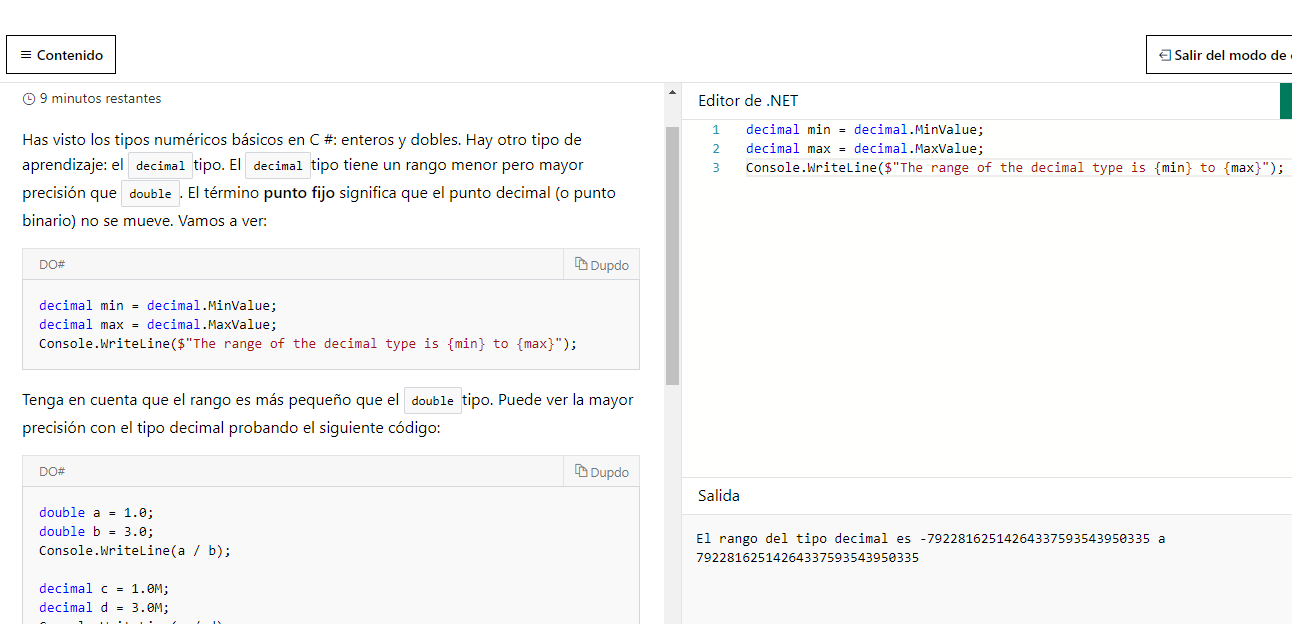 ≡ Contenido
Salir del modo de
9 minutos restantes
Has visto los tipos numéricos básicos en C #: enteros y dobles. Hay otro tipo de
aprendizaje: el decimal tipo. El decimal tipo tiene un rango menor pero mayor
precisión que double . El término punto fijo significa que el punto decimal (o punto
binario) no se mueve. Vamos a ver:
DO#
Dupdo
decimal min = decimal.MinValue;
decimal max = decimal.MaxValue;
Console.WriteLine($"The range of the decimal type is {min} to {max}");
Tenga en cuenta que el rango es más pequeño que el double tipo. Puede ver la mayor
precisión con el tipo decimal probando el siguiente código:
DO#
Dupdo
double a = 1.0;
double b = 3.0;
Console.WriteLine(a / b);
decimal c = 1.0M;
decimal d = 3.0M;
Editor de .NET
1 decimal min = decimal.MinValue;
2 decimal max = decimal.MaxValue;
3 Console.WriteLine($"The range of the decimal type is {min} to {max}");
Salida
El rango del tipo decimal es -79228162514264337593543950335 a
79228162514264337593543950335